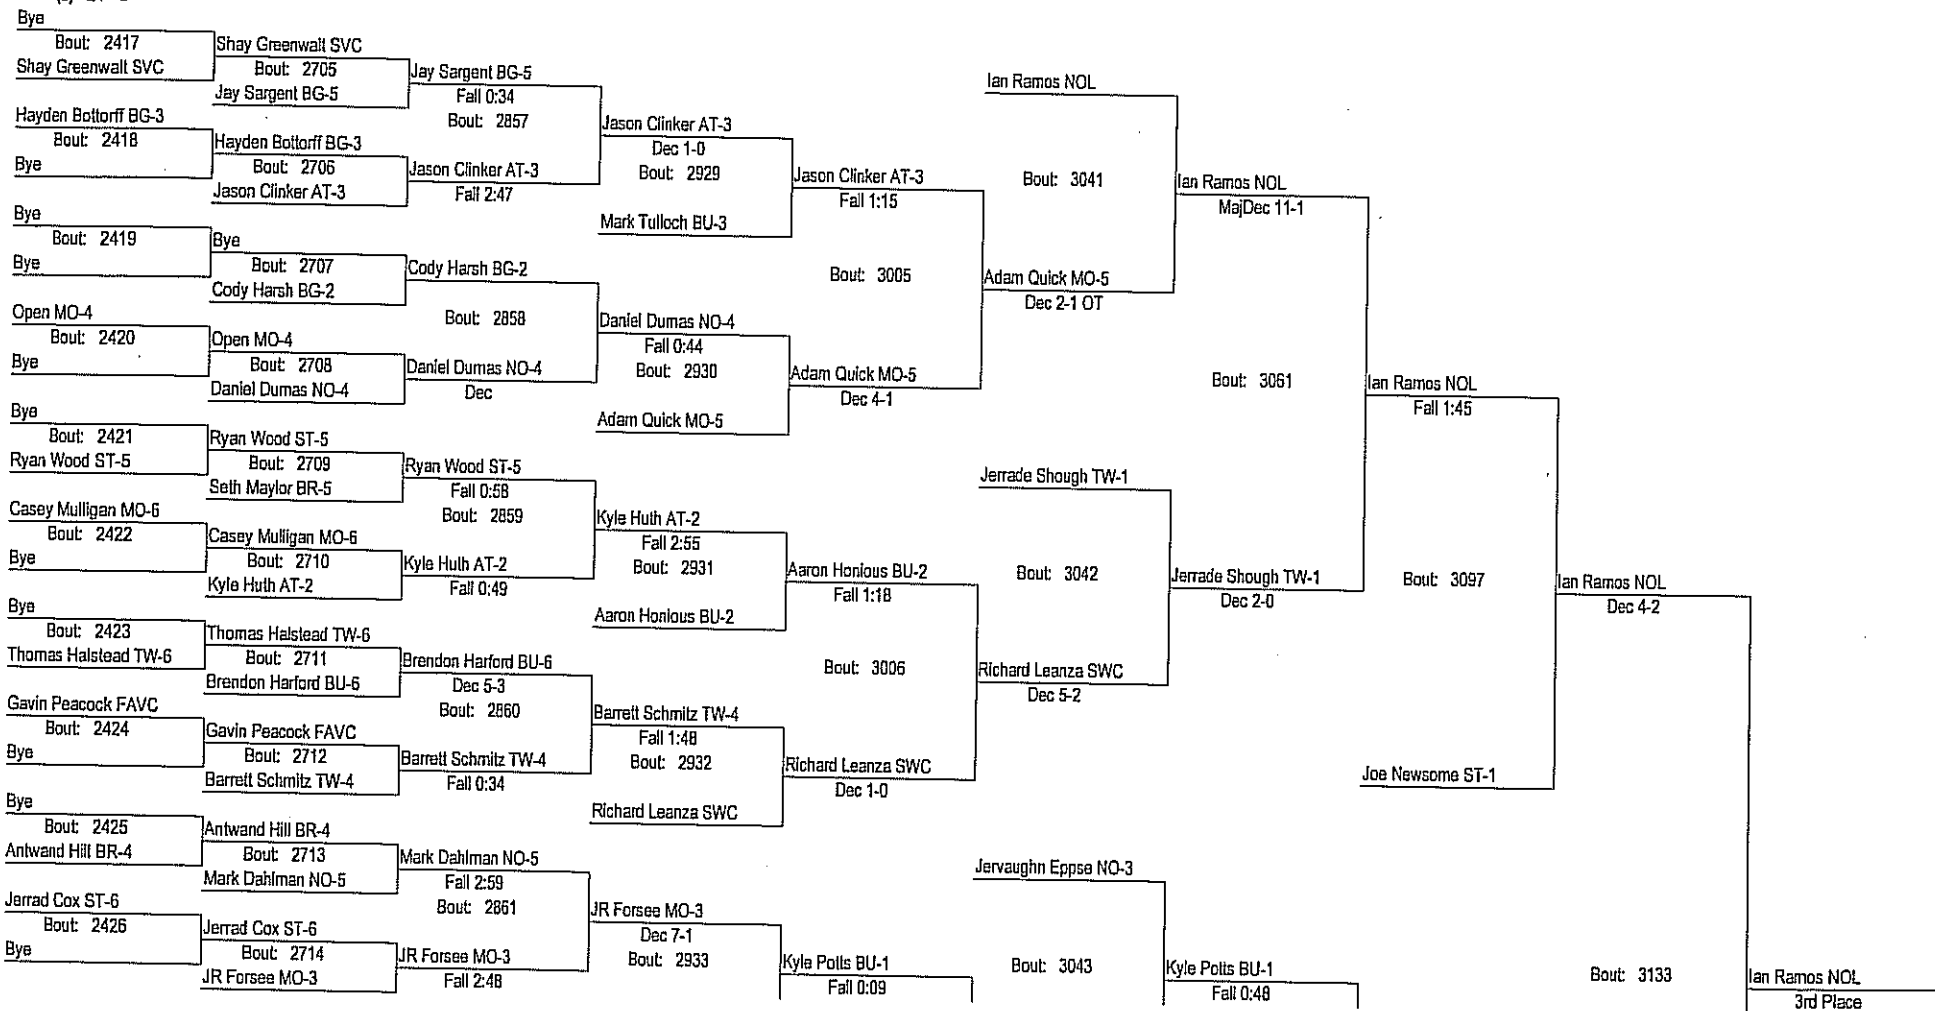 Bye
Bout: 2417
Shay Greenwalt SVC
Hayden Bottorff BG-3
Bout: 2418
Bye
Bye
Bout: 2419
Bye
Open MO-4
Bout: 2420
Bye
Bye
Bout: 2421
Ryan Wood ST-5
Casey Mulligan MO-6
Bout: 2422
Bye
Bye
Bout: 2423
Thomas Halstead TW-6
Gavin Peacock FAVC
Bout: 2424
Bye
Bye
Bout: 2425
Antwand Hill BR-4
Jerrad Cox ST-6
Bout: 2426
Bye
Shay Greenwalt SVC
Bout: 2705
Jay Sargent BG-5
Hayden Bottorff BG-3
Bout: 2706
Jason Clinker AT-3
Bye
Bout: 2707
Cody Harsh BG-2
Open MO-4
Bout: 2708
Daniel Dumas NO-4
Ryan Wood ST-5
Bout: 2709
Seth Maylor BR-5
Casey Mulligan MO-6
Bout: 2710
Kyle Huth AT-2
Thomas Halstead TW-6
Bout: 2711
Brendon Harford BU-6
Gavin Peacock FAVC
Bout: 2712
Barrett Schmitz TW-4
Antwand Hill BR-4
Bout: 2713
Mark Dahlman NO-5
Jerrad Cox ST-6
Bout: 2714
JR Forsee MO-3
Jay Sargent BG-5
Fall 0:34
Bout: 2857
Jason Clinker AT-3
Fall 2:47
Cody Harsh BG-2
Bout: 2858
Daniel Dumas NO-4
Dec
Ryan Wood ST-5
Fall 0:58
Bout: 2859
Kyle Huth AT-2
Fall 0:49
Brendon Harford BU-6
Dec 5-3
Bout: 2860
Barrett Schmitz TW-4
Fall 0:34
Mark Dahlman NO-5
Fall 2:59
Bout: 2861
JR Forsee MO-3
Fall 2:48
Jason Clinker AT-3
Dec 1-0
Bout: 2929
Mark Tulloch BU-3
Daniel Dumas NO-4
Fall 0:44
Bout: 2930
Adam Quick MO-5
Kyle Huth AT-2
Fall 2:55
Bout: 2931
Aaron Honious BU-2
Barrett Schmitz TW-4
Fall 1:48
Bout: 2932
Richard Leanza SWC
JR Forsee MO-3
Dec 7-1
Bout: 2933
Jason Clinker AT-3
Fall 1:15
Bout: 3005
Adam Quick MO-5
Dec 4-1
Aaron Honious BU-2
Fall 1:18
Bout: 3006
Richard Leanza SWC
Dec 1-0
Kyle Potts BU-1
Fall 0:09
Ian Ramos NOL
Bout: 3041
Adam Quick MO-5
Dec 2-1 OT
Jerrade Shough TW-1
Bout: 3042
Richard Leanza SWC
Dec 5-2
Jervaughn Eppse NO-3
Bout: 3043
Ian Ramos NOL
MajDec 11-1
Bout: 3061
Jerrade Shough TW-1
Dec 2-0
Kyle Potts BU-1
Fall 0:48
Ian Ramos NOL
Fall 1:45
Bout: 3097
Joe Newsome ST-1
Ian Ramos NOL
Dec 4-2
Bout: 3133
Ian Ramos NOL
3rd Place